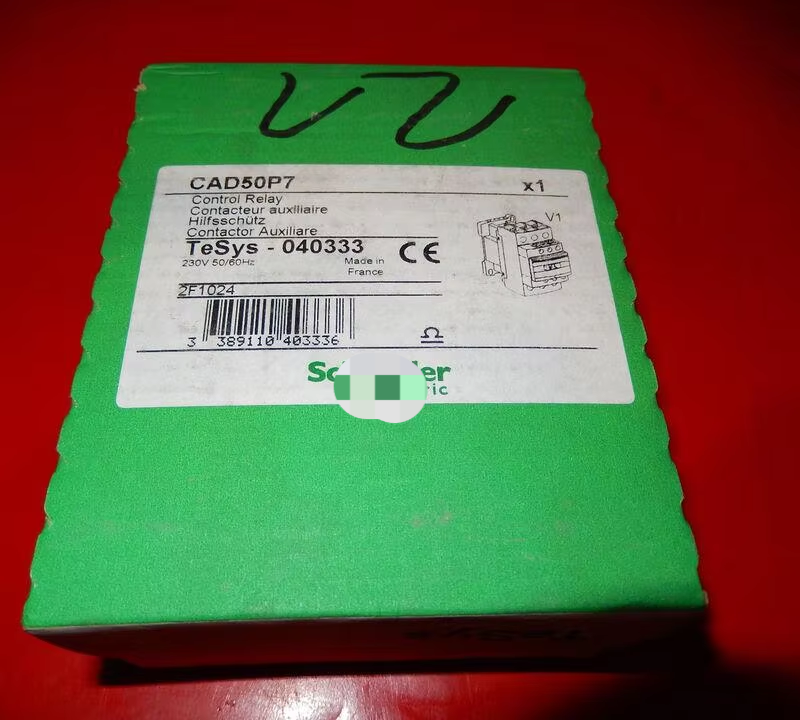 CAD50P7 x1
Control Relay
Contacteur auxiliaire
Hilfsschütz
Contactor Auxiliare
TeSys - 040333 CE
230V 50/60Hz Made in
France
V1
2F1024
3 389110 403336